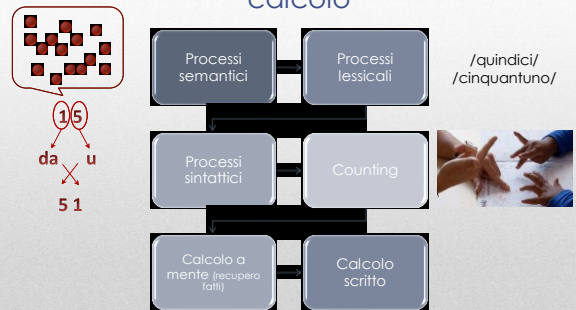 calcolo
Processi
semantici
Processi
lessicali
/quindici/
/cinquantuno/
15
da u
51
Processi
sintattici
Counting
Calcolo a
mente (recupero
fatti)
Calcolo
scritto